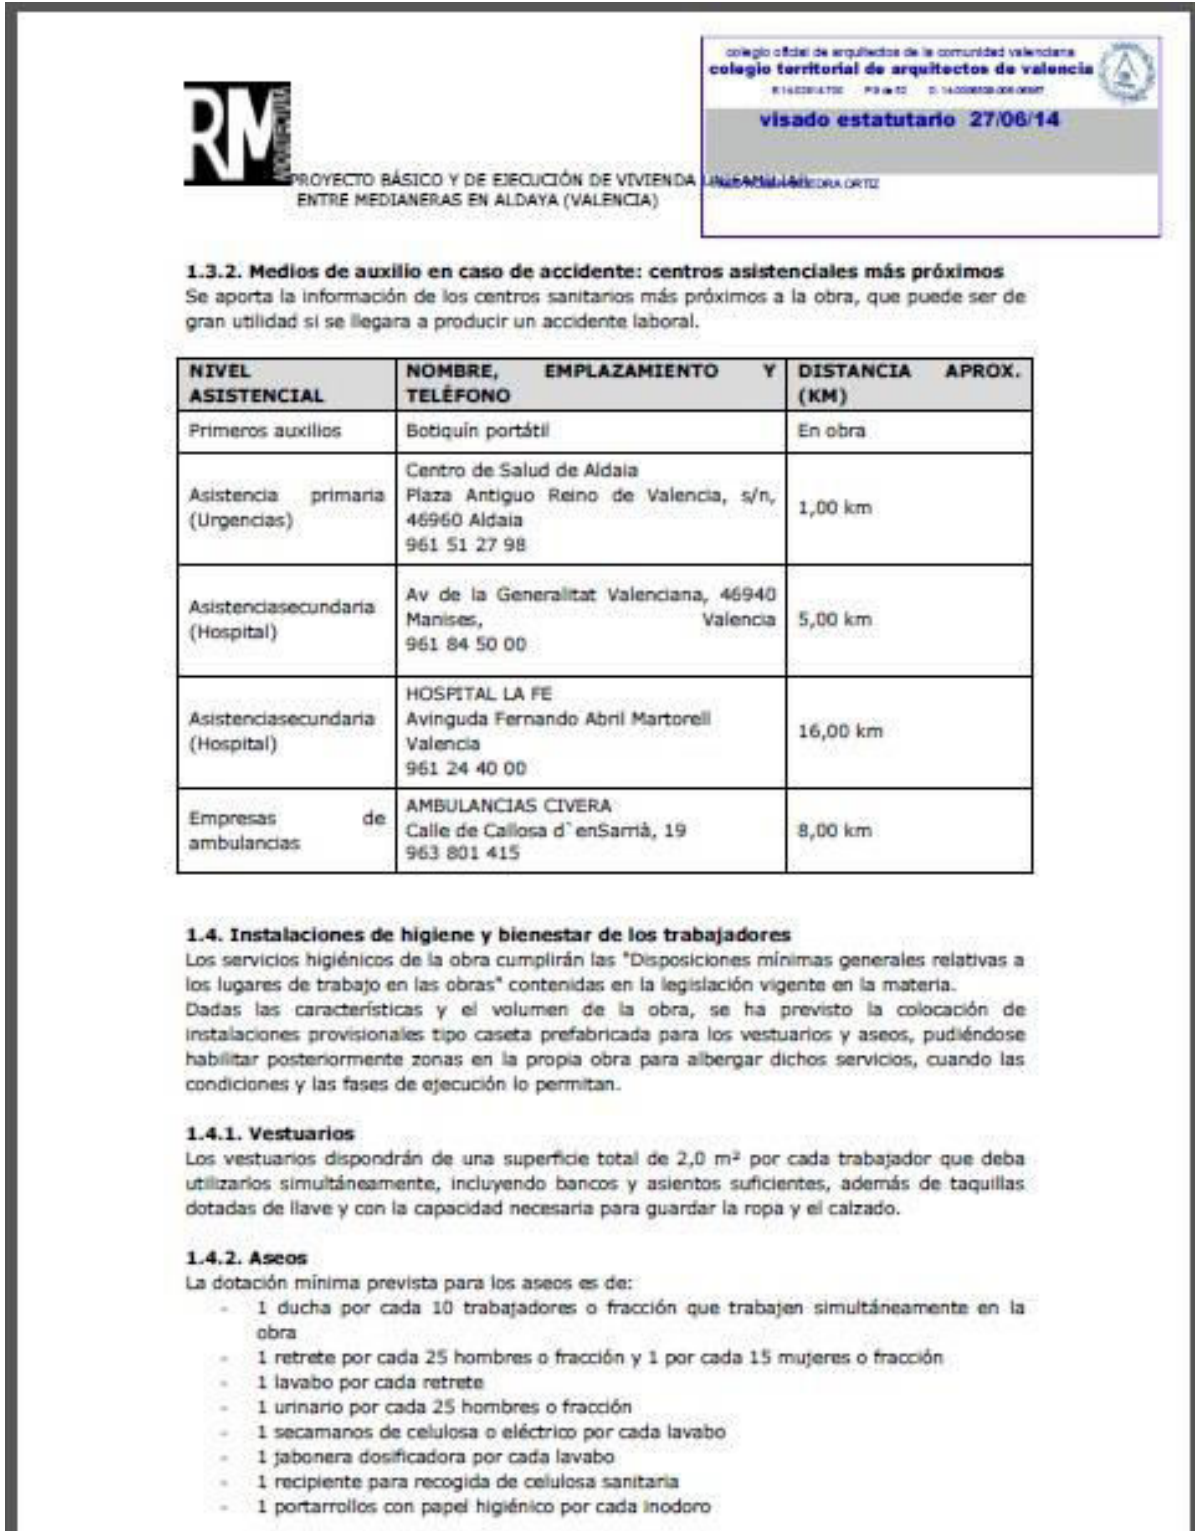 colegio oficial de arquitectos de la comunidad valenciana
colegio territorial de arquitectos de valencia
visado estatutario 27/06/14
RM
ARQUITECTURA
PROYECTO BÁSICO Y DE EJECUCIÓN DE VIVIENDA UNIFAMILIAR
ENTRE MEDIANERAS EN ALDAYA (VALENCIA)
1.3.2. Medios de auxilio en caso de accidente: centros asistenciales más próximos
Se aporta la información de los centros sanitarios más próximos a la obra, que puede ser de
gran utilidad si se llegara a producir un accidente laboral.
NIVEL ASISTENCIAL
NOMBRE, EMPLAZAMIENTO Y TELÉFONO
DISTANCIA APROX. (KM)
Primeros auxilios
Botiquín portátil
En obra
Asistencia primaria
(Urgencias)
Centro de Salud de Aldaia
Plaza Antiguo Reino de Valencia, s/n,
46960 Aldaia
961 51 27 98
1,00 km
Asistenciasecundaria
(Hospital)
Av de la Generalitat Valenciana, 46940
Manises, Valencia
961 84 50 00
5,00 km
Asistenciasecundaria
(Hospital)
HOSPITAL LA FE
Avinguda Fernando Abril Martorell
Valencia
961 24 40 00
16,00 km
Empresas de
ambulancias
AMBULANCIAS CIVERA
Calle de Callosa d`enSarrià, 19
963 801 415
8,00 km
1.4. Instalaciones de higiene y bienestar de los trabajadores
Los servicios higiénicos de la obra cumplirán las "Disposiciones mínimas generales relativas a
los lugares de trabajo en las obras" contenidas en la legislación vigente en la materia.
Dadas las características y el volumen de la obra, se ha previsto la colocación de
instalaciones provisionales tipo caseta prefabricada para los vestuarios y aseos, pudiéndose
habilitar posteriormente zonas en la propia obra para albergar dichos servicios, cuando las
condiciones y las fases de ejecución lo permitan.
1.4.1. Vestuarios
Los vestuarios dispondrán de una superficie total de 2,0 m² por cada trabajador que deba
utilizarlos simultáneamente, incluyendo bancos y asientos suficientes, además de taquillas
dotadas de llave y con la capacidad necesaria para guardar la ropa y el calzado.
1.4.2. Aseos
La dotación mínima prevista para los aseos es de:
- 1 ducha por cada 10 trabajadores o fracción que trabajen simultáneamente en la
obra
- 1 retrete por cada 25 hombres o fracción y 1 por cada 15 mujeres o fracción
- 1 lavabo por cada retrete
- 1 urinario por cada 25 hombres o fracción
- 1 secamanos de celulosa o eléctrico por cada lavabo
- 1 jabonera dosificadora por cada lavabo
- 1 recipiente para recogida de celulosa sanitaria
- 1 portarrollos con papel higiénico por cada inodoro